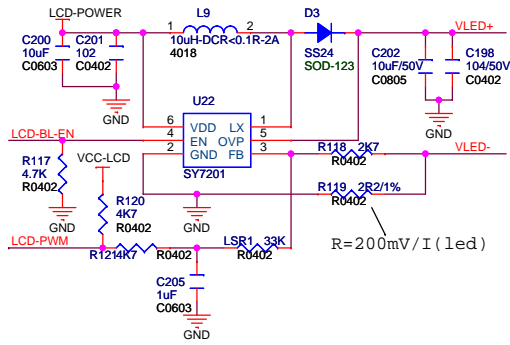 LCD-POWER
L9
D3
VLED+
C200
10uF
C0603
C201
102
C0402
1
2
10uH-DCR<0.1R-2A
4018
SS24
SOD-123
C202
10uF/50V
C0805
C198
104/50V
C0402
GND
GND
U22
LCD-BL-EN
6
4
2
VDD
EN
GND
LX
OVP
FB
1
5
3
SY7201
R118
2K7
R0402
VLED-
R117
4.7K
R0402
VCC-LCD
R119
2R2/1%
R0402
GND
R120
4K7
R0402
GND
LCD-PWM
R121
4K7
R0402
LSR1
33K
R0402
R=200mV/I(led)
C205
1uF
C0603
GND